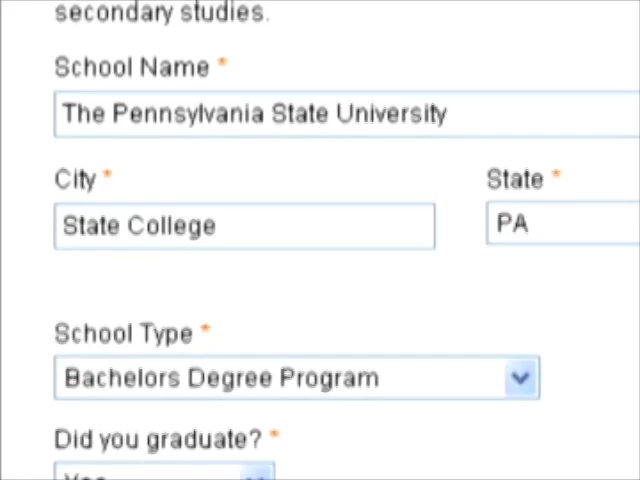 secondary studies.
School Name *
The Pennsylvania State University
City * State *
State College PA
School Type *
Bachelors Degree Program
Did you graduate? *
Yes